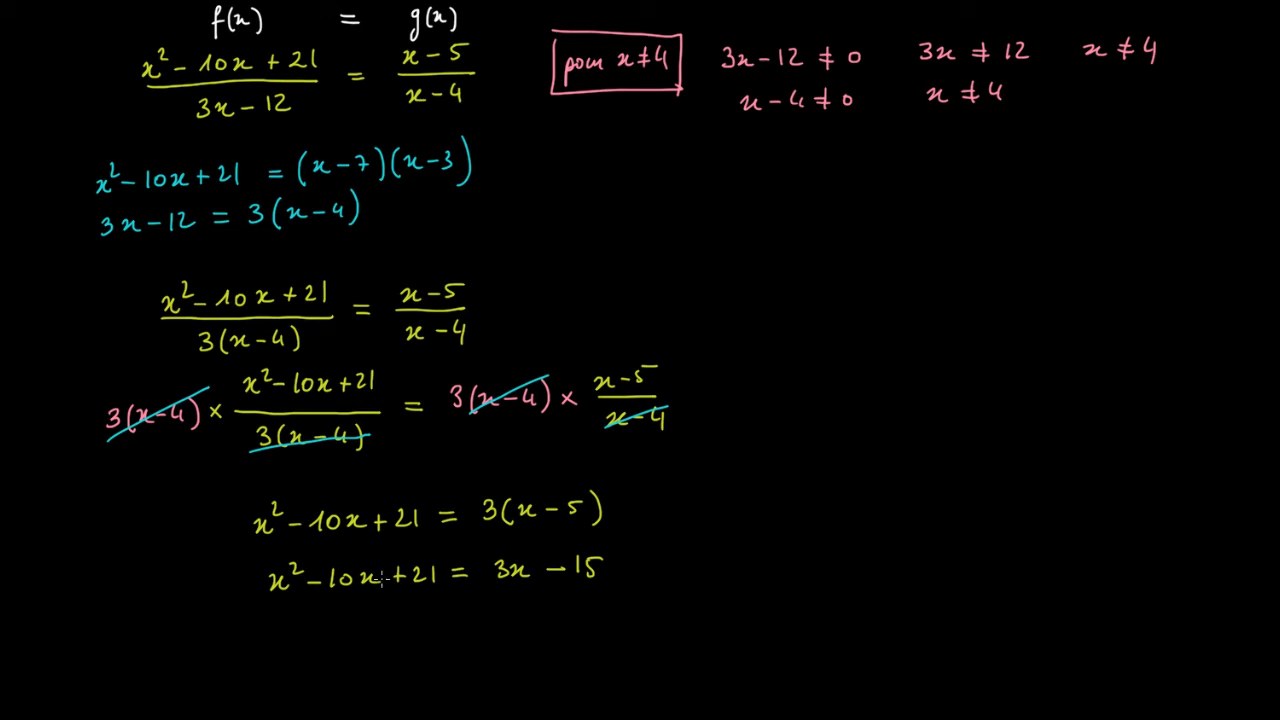 f(x) = g(x)
x² - 10x + 21 / 3x - 12 = x - 5 / x - 4
pour x ≠ 4
3x - 12 ≠ 0 3x ≠ 12 x ≠ 4
x - 4 ≠ 0 x ≠ 4
x² - 10x + 21 = (x - 7)(x - 3)
3x - 12 = 3(x - 4)
x² - 10x + 21 / 3(x - 4) = x - 5 / x - 4
3(x - 4) × x² - 10x + 21 / 3(x - 4) = 3(x - 4) × x - 5 / x - 4
x² - 10x + 21 = 3(x - 5)
x² - 10x + 21 = 3x - 15